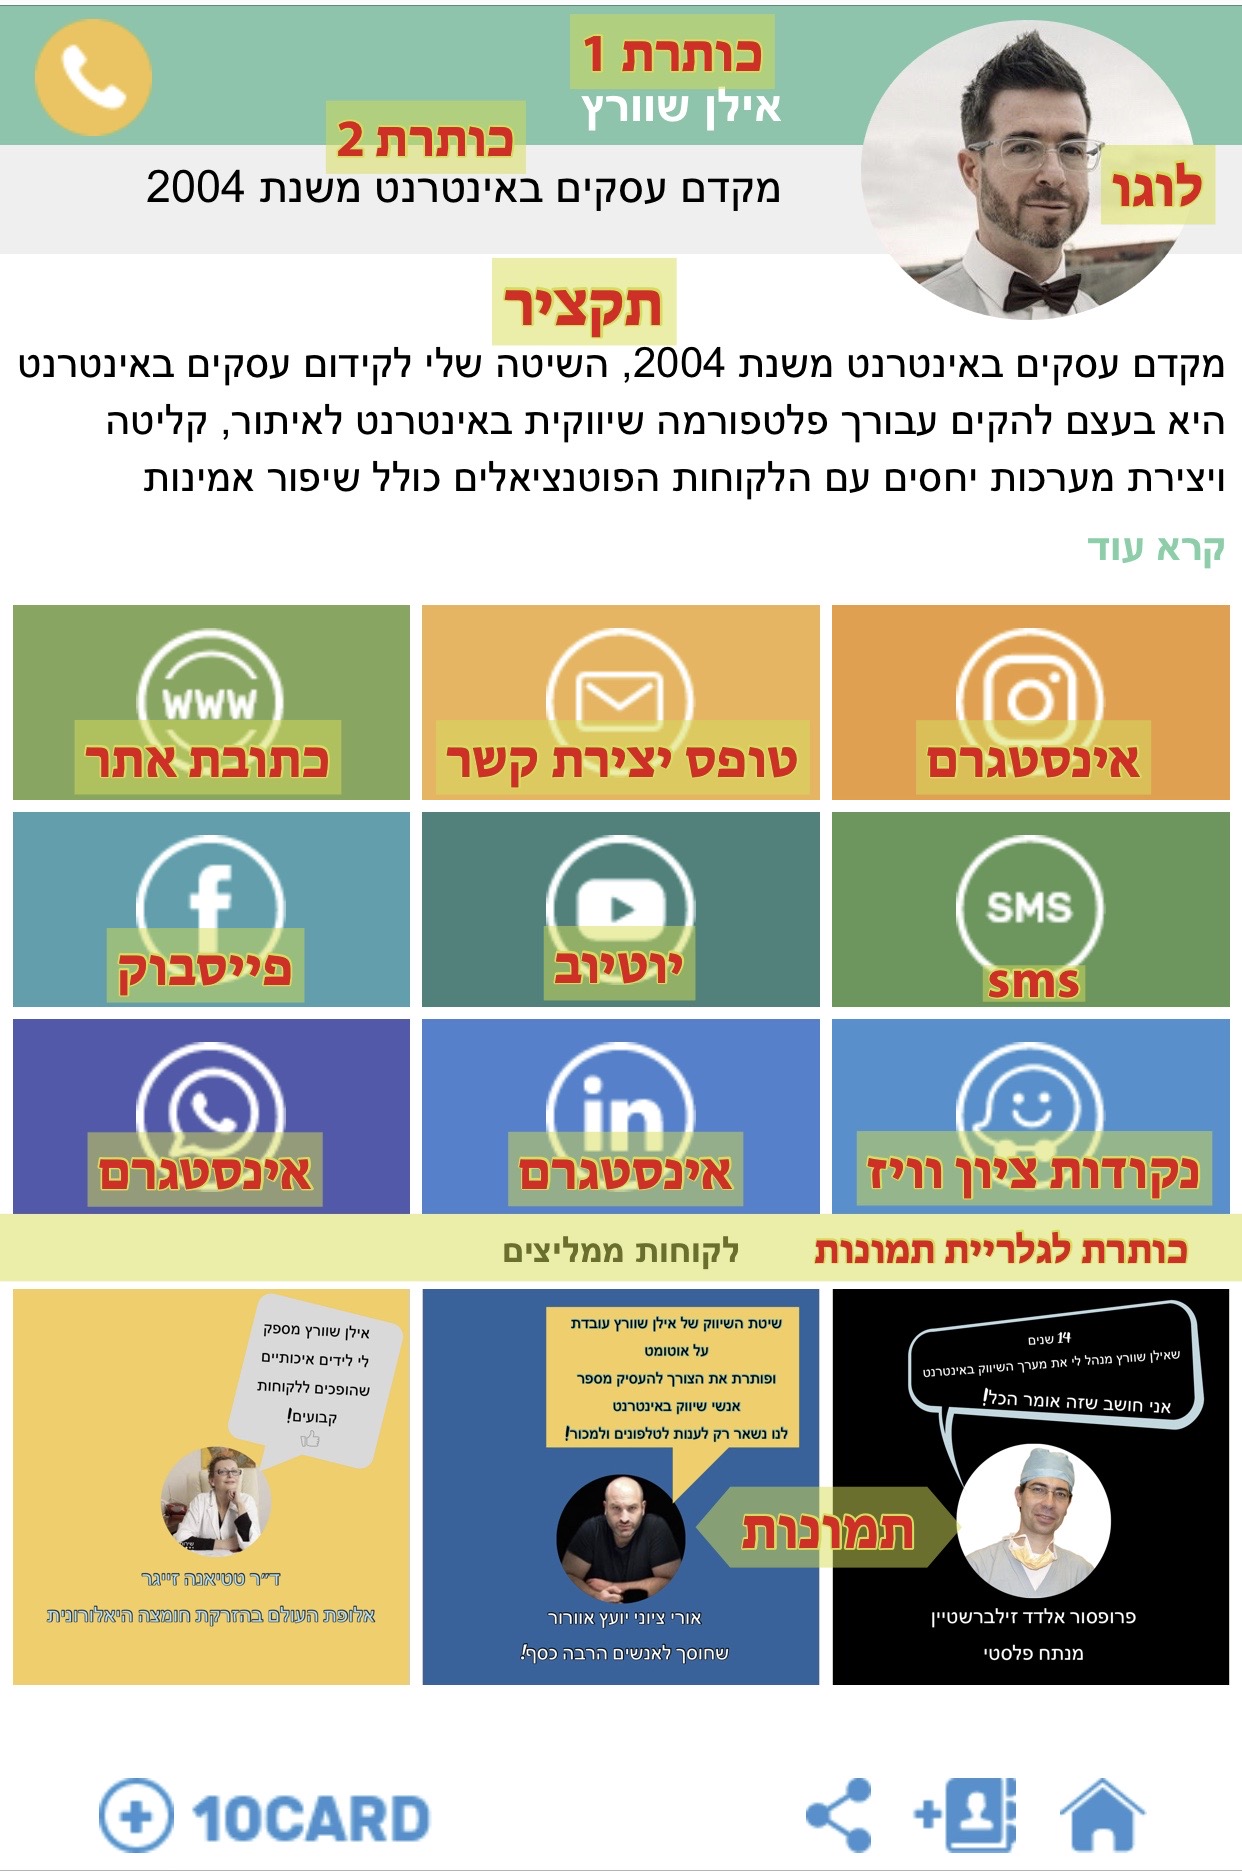 כותרת 1
אילן שוורץ
כותרת 2
מקדם עסקים באינטרנט משנת 2004
לוגו
תקציר
מקדם עסקים באינטרנט משנת 2004, השיטה שלי לקידום עסקים באינטרנט
היא בעצם להקים עבורך פלטפורמה שיווקית באינטרנט לאיתור, קליטה
ויצירת מערכות יחסים עם הלקוחות הפוטנציאלים כולל שיפור אמינות
קרא עוד
אינסטגרם
טופס יצירת קשר
www
כתובת אתר
SMS
sms
יוטיוב
f
פייסבוק
נקודות ציון וויז
in
אינסטגרם
אינסטגרם
כותרת לגלריית תמונות
לקוחות ממליצים
14 שנים
שאילן שוורץ מנהל לי את מערך השיווק באינטרנט
אני חושב שזה אומר הכל!
פרופסור אלדד זילברשטיין
מנתח פלסטי
תמונות
שיטת השיווק של אילן שוורץ עובדת
על אוטומט
ופותרת את הצורך להעסיק מספר
אנשי שיווק באינטרנט
לנו נשאר רק לענות לטלפונים ולמכור!
אורי ציוני יועץ אוורור
שחוסך לאנשים הרבה כסף!
אילן שוורץ מספק
לי לידים איכותיים
שהופכים ללקוחות
קבועים!
ד״ר טטיאנה זייגר
אלופת העולם בהזרקת חומצה היאלורונית
10CARD